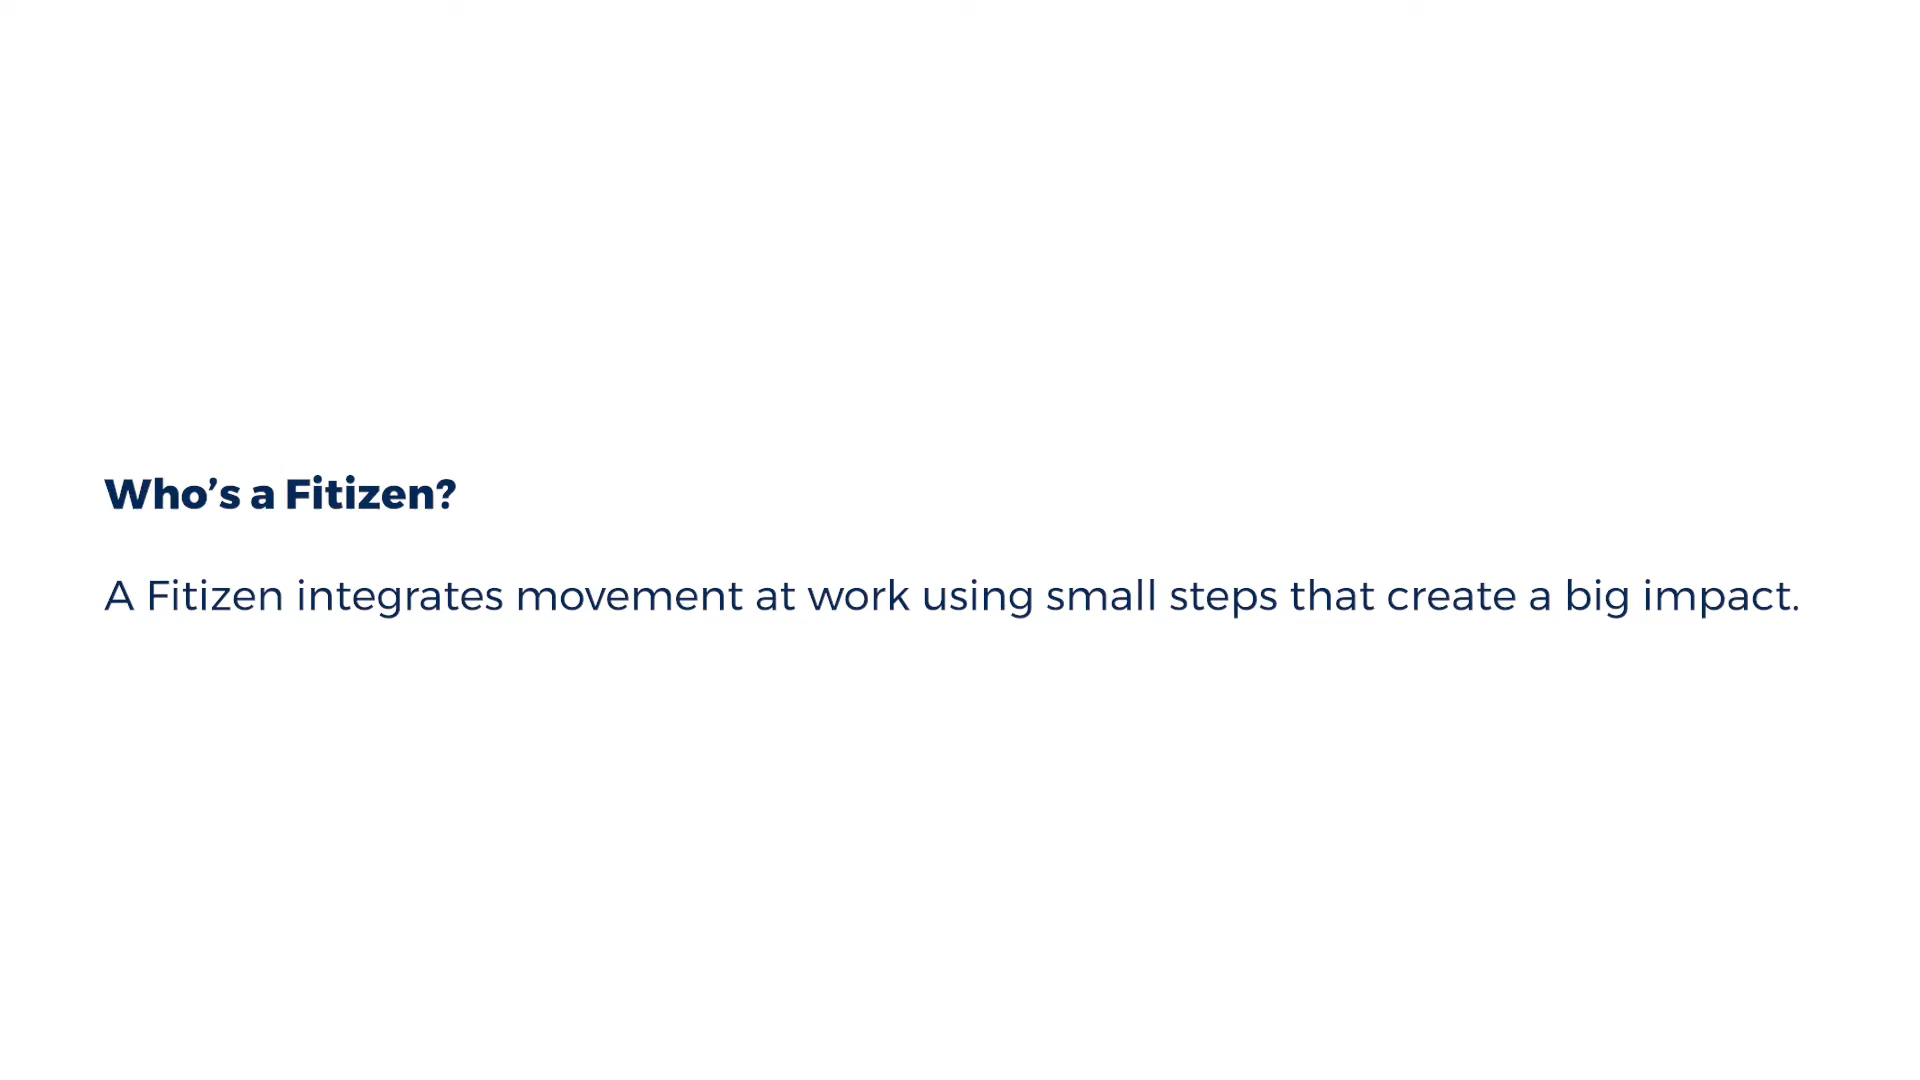 Who’s a Fitizen?
A Fitizen integrates movement at work using small steps that create a big impact.